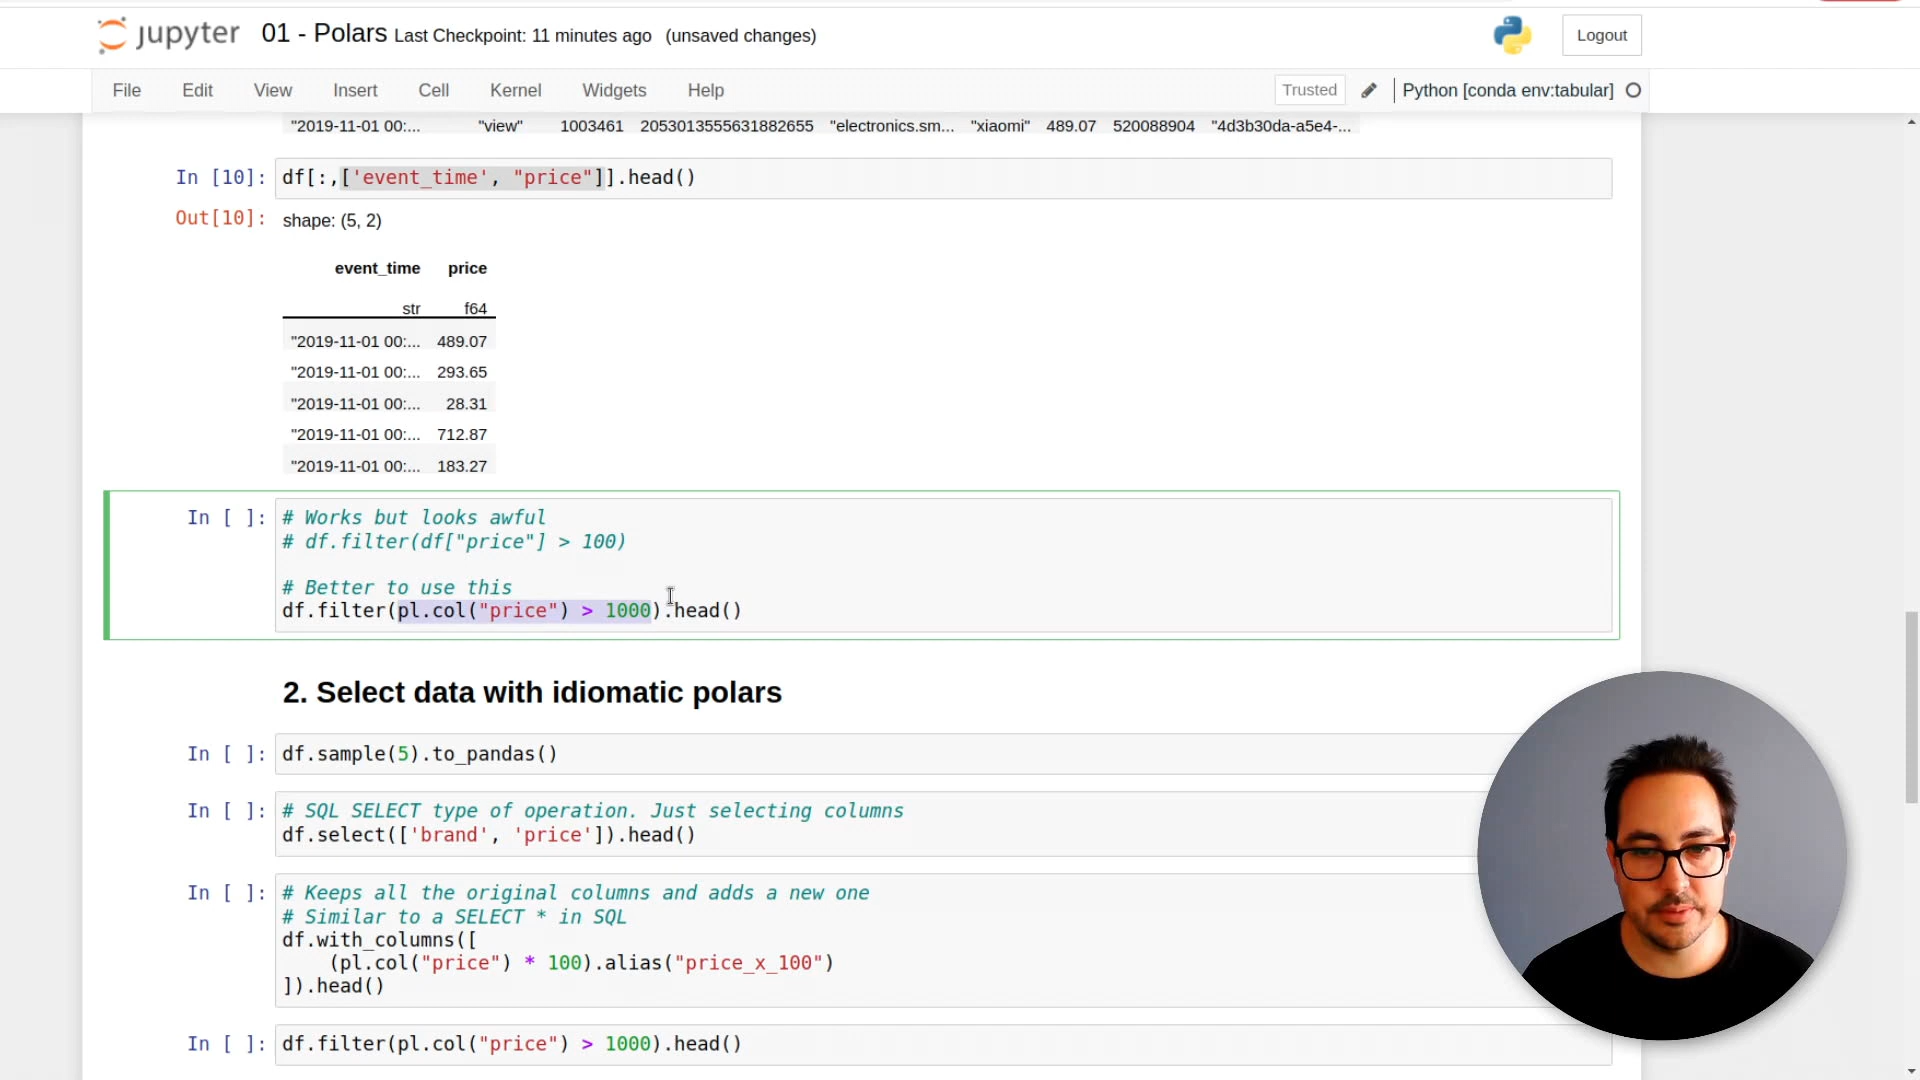 jupyter 01 - Polars Last Checkpoint: 11 minutes ago (unsaved changes) Logout
File Edit View Insert Cell Kernel Widgets Help Trusted Python [conda env:tabular]
"2019-11-01 00:... "view" 1003461 2053013555631882655 "electronics.sm... "xiaomi" 489.07 520088904 "4d3b30da-a5e4-...
In [10]: df[:,['event_time', "price"]].head()
Out[10]: shape: (5, 2)
event_time price
str f64
"2019-11-01 00:... 489.07
"2019-11-01 00:... 293.65
"2019-11-01 00:... 28.31
"2019-11-01 00:... 712.87
"2019-11-01 00:... 183.27
In [ ]: # Works but looks awful
# df.filter(df["price"] > 100)
# Better to use this
df.filter(pl.col("price") > 1000).head()
2. Select data with idiomatic polars
In [ ]: df.sample(5).to_pandas()
In [ ]: # SQL SELECT type of operation. Just selecting columns
df.select(['brand', 'price']).head()
In [ ]: # Keeps all the original columns and adds a new one
# Similar to a SELECT * in SQL
df.with_columns([
(pl.col("price") * 100).alias("price_x_100")
]).head()
In [ ]: df.filter(pl.col("price") > 1000).head()